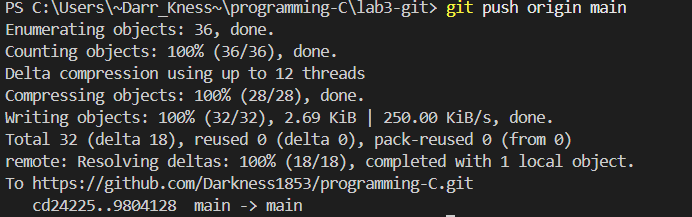 PS C:\Users\~Darr_Kness~\programming-C\lab3-git> git push origin main
Enumerating objects: 36, done.
Counting objects: 100% (36/36), done.
Delta compression using up to 12 threads
Compressing objects: 100% (28/28), done.
Writing objects: 100% (32/32), 2.69 KiB | 250.00 KiB/s, done.
Total 32 (delta 18), reused 0 (delta 0), pack-reused 0 (from 0)
remote: Resolving deltas: 100% (18/18), completed with 1 local object.
To https://github.com/Darkness1853/programming-C.git
   cd24225..9804128  main -> main